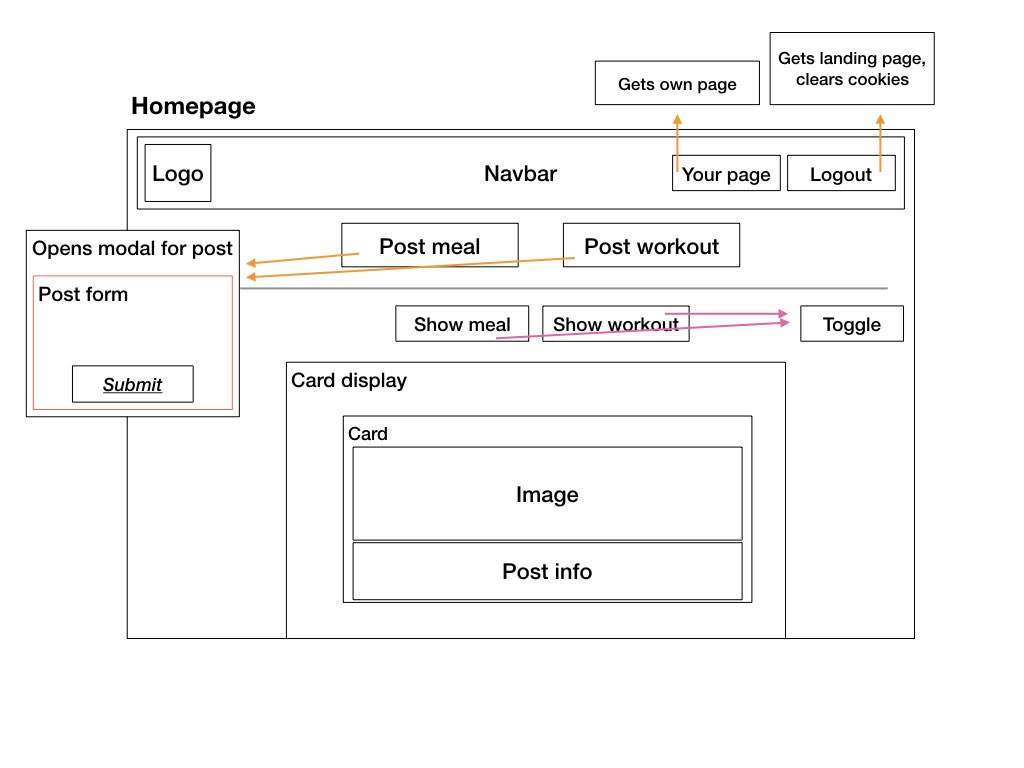 Gets landing page,
clears cookies
Gets own page
Homepage
Logo
Navbar
Your page
Logout
Opens modal for post
Post meal
Post workout
Post form
Show meal
Show workout
Toggle
Submit
Card display
Card
Image
Post info